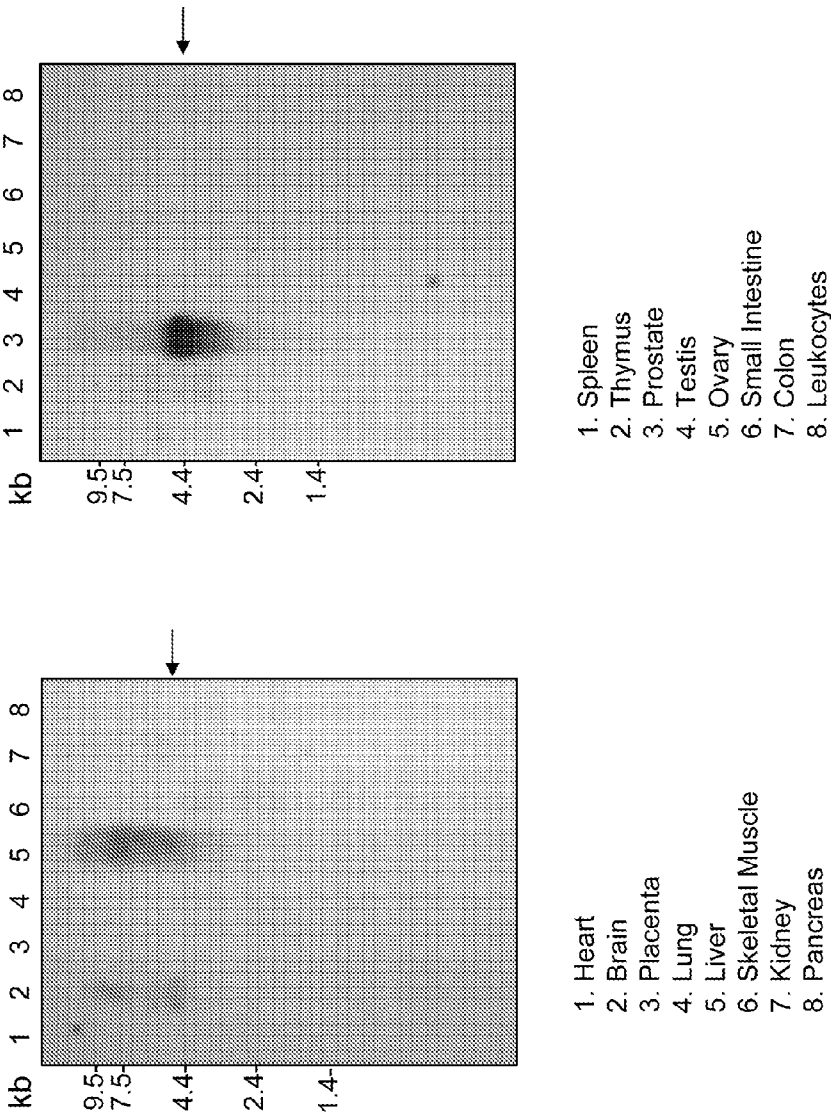 kb
1 2 3 4 5 6 7 8
9.5-
7.5-
4.4-
2.4-
1.4-
1. Heart
2. Brain
3. Placenta
4. Lung
5. Liver
6. Skeletal Muscle
7. Kidney
8. Pancreas
kb
1 2 3 4 5 6 7 8
9.5-
7.5-
4.4-
2.4-
1.4-
1. Spleen
2. Thymus
3. Prostate
4. Testis
5. Ovary
6. Small Intestine
7. Colon
8. Leukocytes